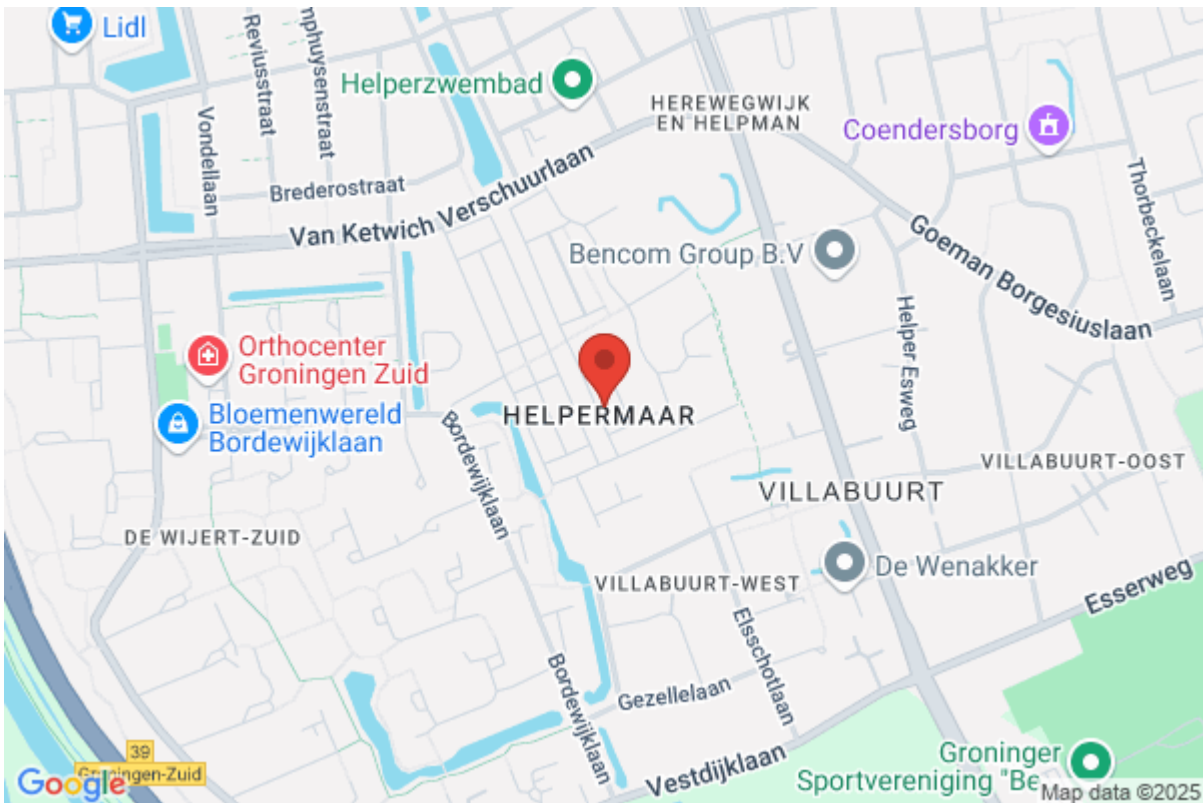 Lidl
Reviusstraat
mphuysenstraat
Vondellaan
Helperzwembad
HEREWEGWIJK
EN HELPMAN
Coendersborg
Thorbeckelaan
Brederostraat
Van Ketwich Verschuurlaan
Bencom Group B.V
Goeman Borgesiuslaan
Helper Esweg
Orthocenter
Groningen Zuid
Bloemenwereld
Bordewijklaan
HELPERMAAR
Bordewijklaan
VILLABUURT-OOST
VILLABUURT
DE WIJERT-ZUID
VILLABUURT-WEST
De Wenakker
Esserweg
Elsschotlaan
Bordewijklaan
Gezellelaan
39
Groningen-Zuid
Vestdijklaan
Groninger
Sportvereniging "Be
Google
Map data ©2025